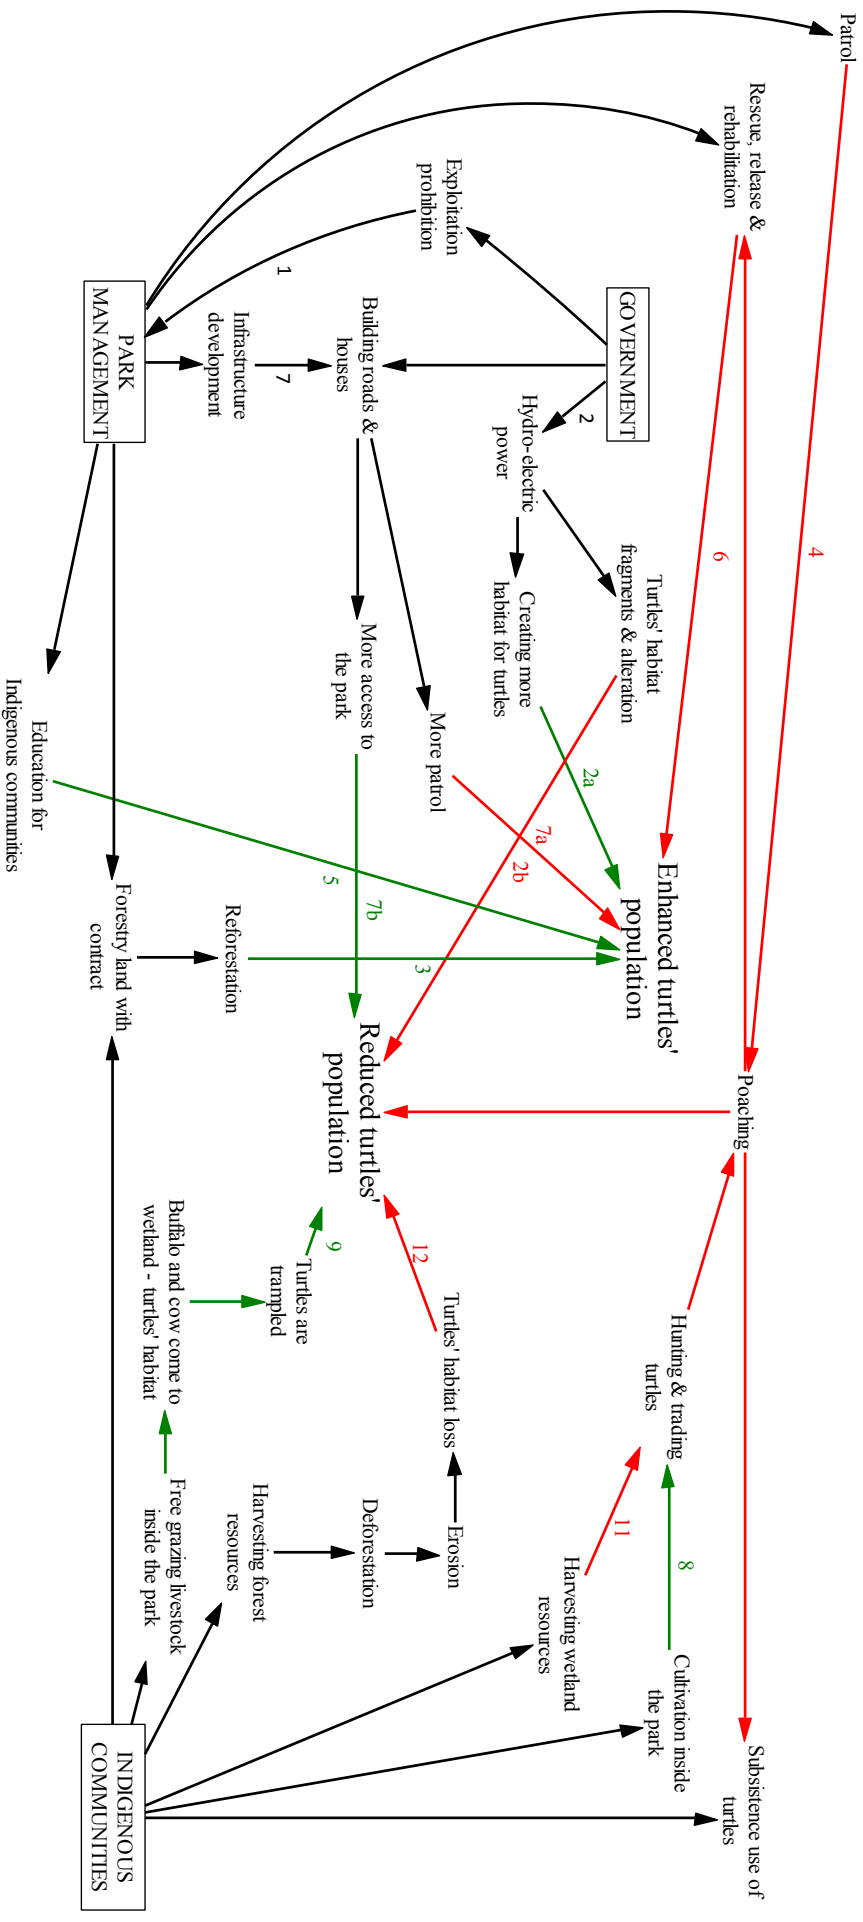 Patrol
4
Rescue, release &
rehabilitation
6
Poaching
Subsistence use of
turtles
Exploitation
prohibition
1
GOVERNMENT
2
Hydro-electric
power
Turtles' habitat
fragments & alteration
Creating more
habitat for turtles
2a
2b
Enhanced turtles'
population
Hunting & trading
turtles
8
Cultivation inside
the park
11
Harvesting wetland
resources
Building roads &
houses
7
Infrastructure
development
More patrol
7a
More access to
the park
7b
5
3
Reduced turtles'
population
12
Turtles' habitat loss
Erosion
Deforestation
Harvesting forest
resources
9
Turtles are
trampled
Buffalo and cow come to
wetland - turtles' habitat
Free grazing livestock
inside the park
PARK
MANAGEMENT
Reforestation
Forestry land with
contract
INDIGENOUS
COMMUNITIES
Education for
Indigenous communities